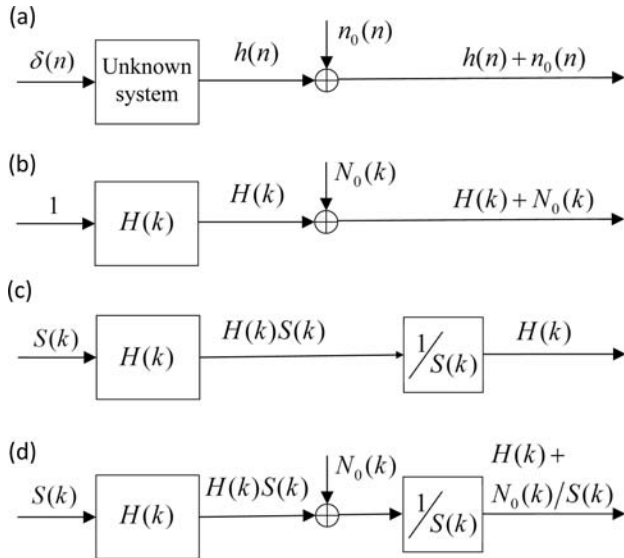 (a)
δ(n)
Unknown
system
h(n)
n₀(n)
h(n) + n₀(n)
(b)
1
H(k)
H(k)
N₀(k)
H(k) + N₀(k)
(c)
S(k)
H(k)
H(k)S(k)
1/S(k)
H(k)
(d)
S(k)
H(k)
H(k)S(k)
N₀(k)
1/S(k)
H(k) +
N₀(k)/S(k)